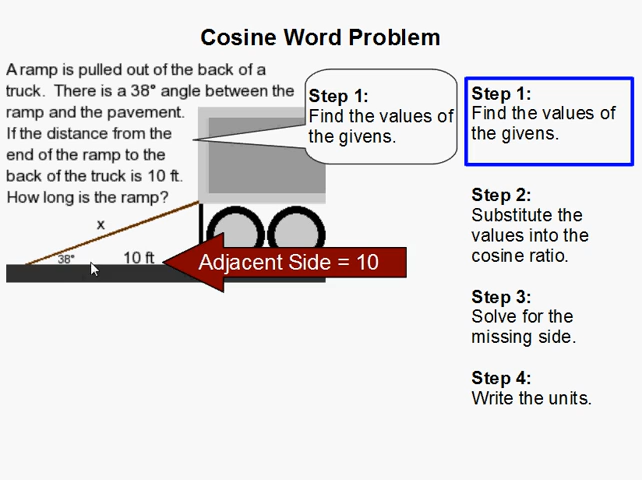 Cosine Word Problem
A ramp is pulled out of the back of a
truck. There is a 38° angle between the
ramp and the pavement.
If the distance from the
end of the ramp to the
back of the truck is 10 ft.
How long is the ramp?
x
38°
10 ft
Adjacent Side = 10
Step 1:
Find the values of
the givens.
Step 1:
Find the values of
the givens.
Step 2:
Substitute the
values into the
cosine ratio.
Step 3:
Solve for the
missing side.
Step 4:
Write the units.